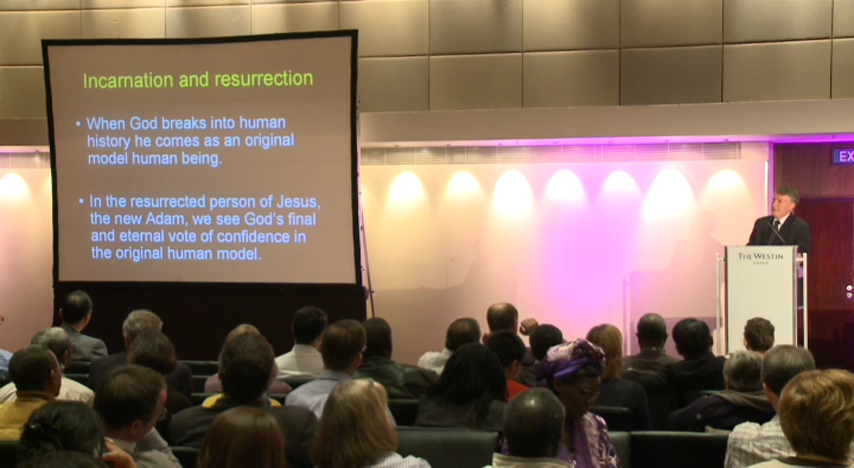 Incarnation and resurrection
• When God breaks into human
history he comes as an original
model human being.
• In the resurrected person of Jesus,
the new Adam, we see God's final
and eternal vote of confidence in
the original human model.
EX
THE WESTIN